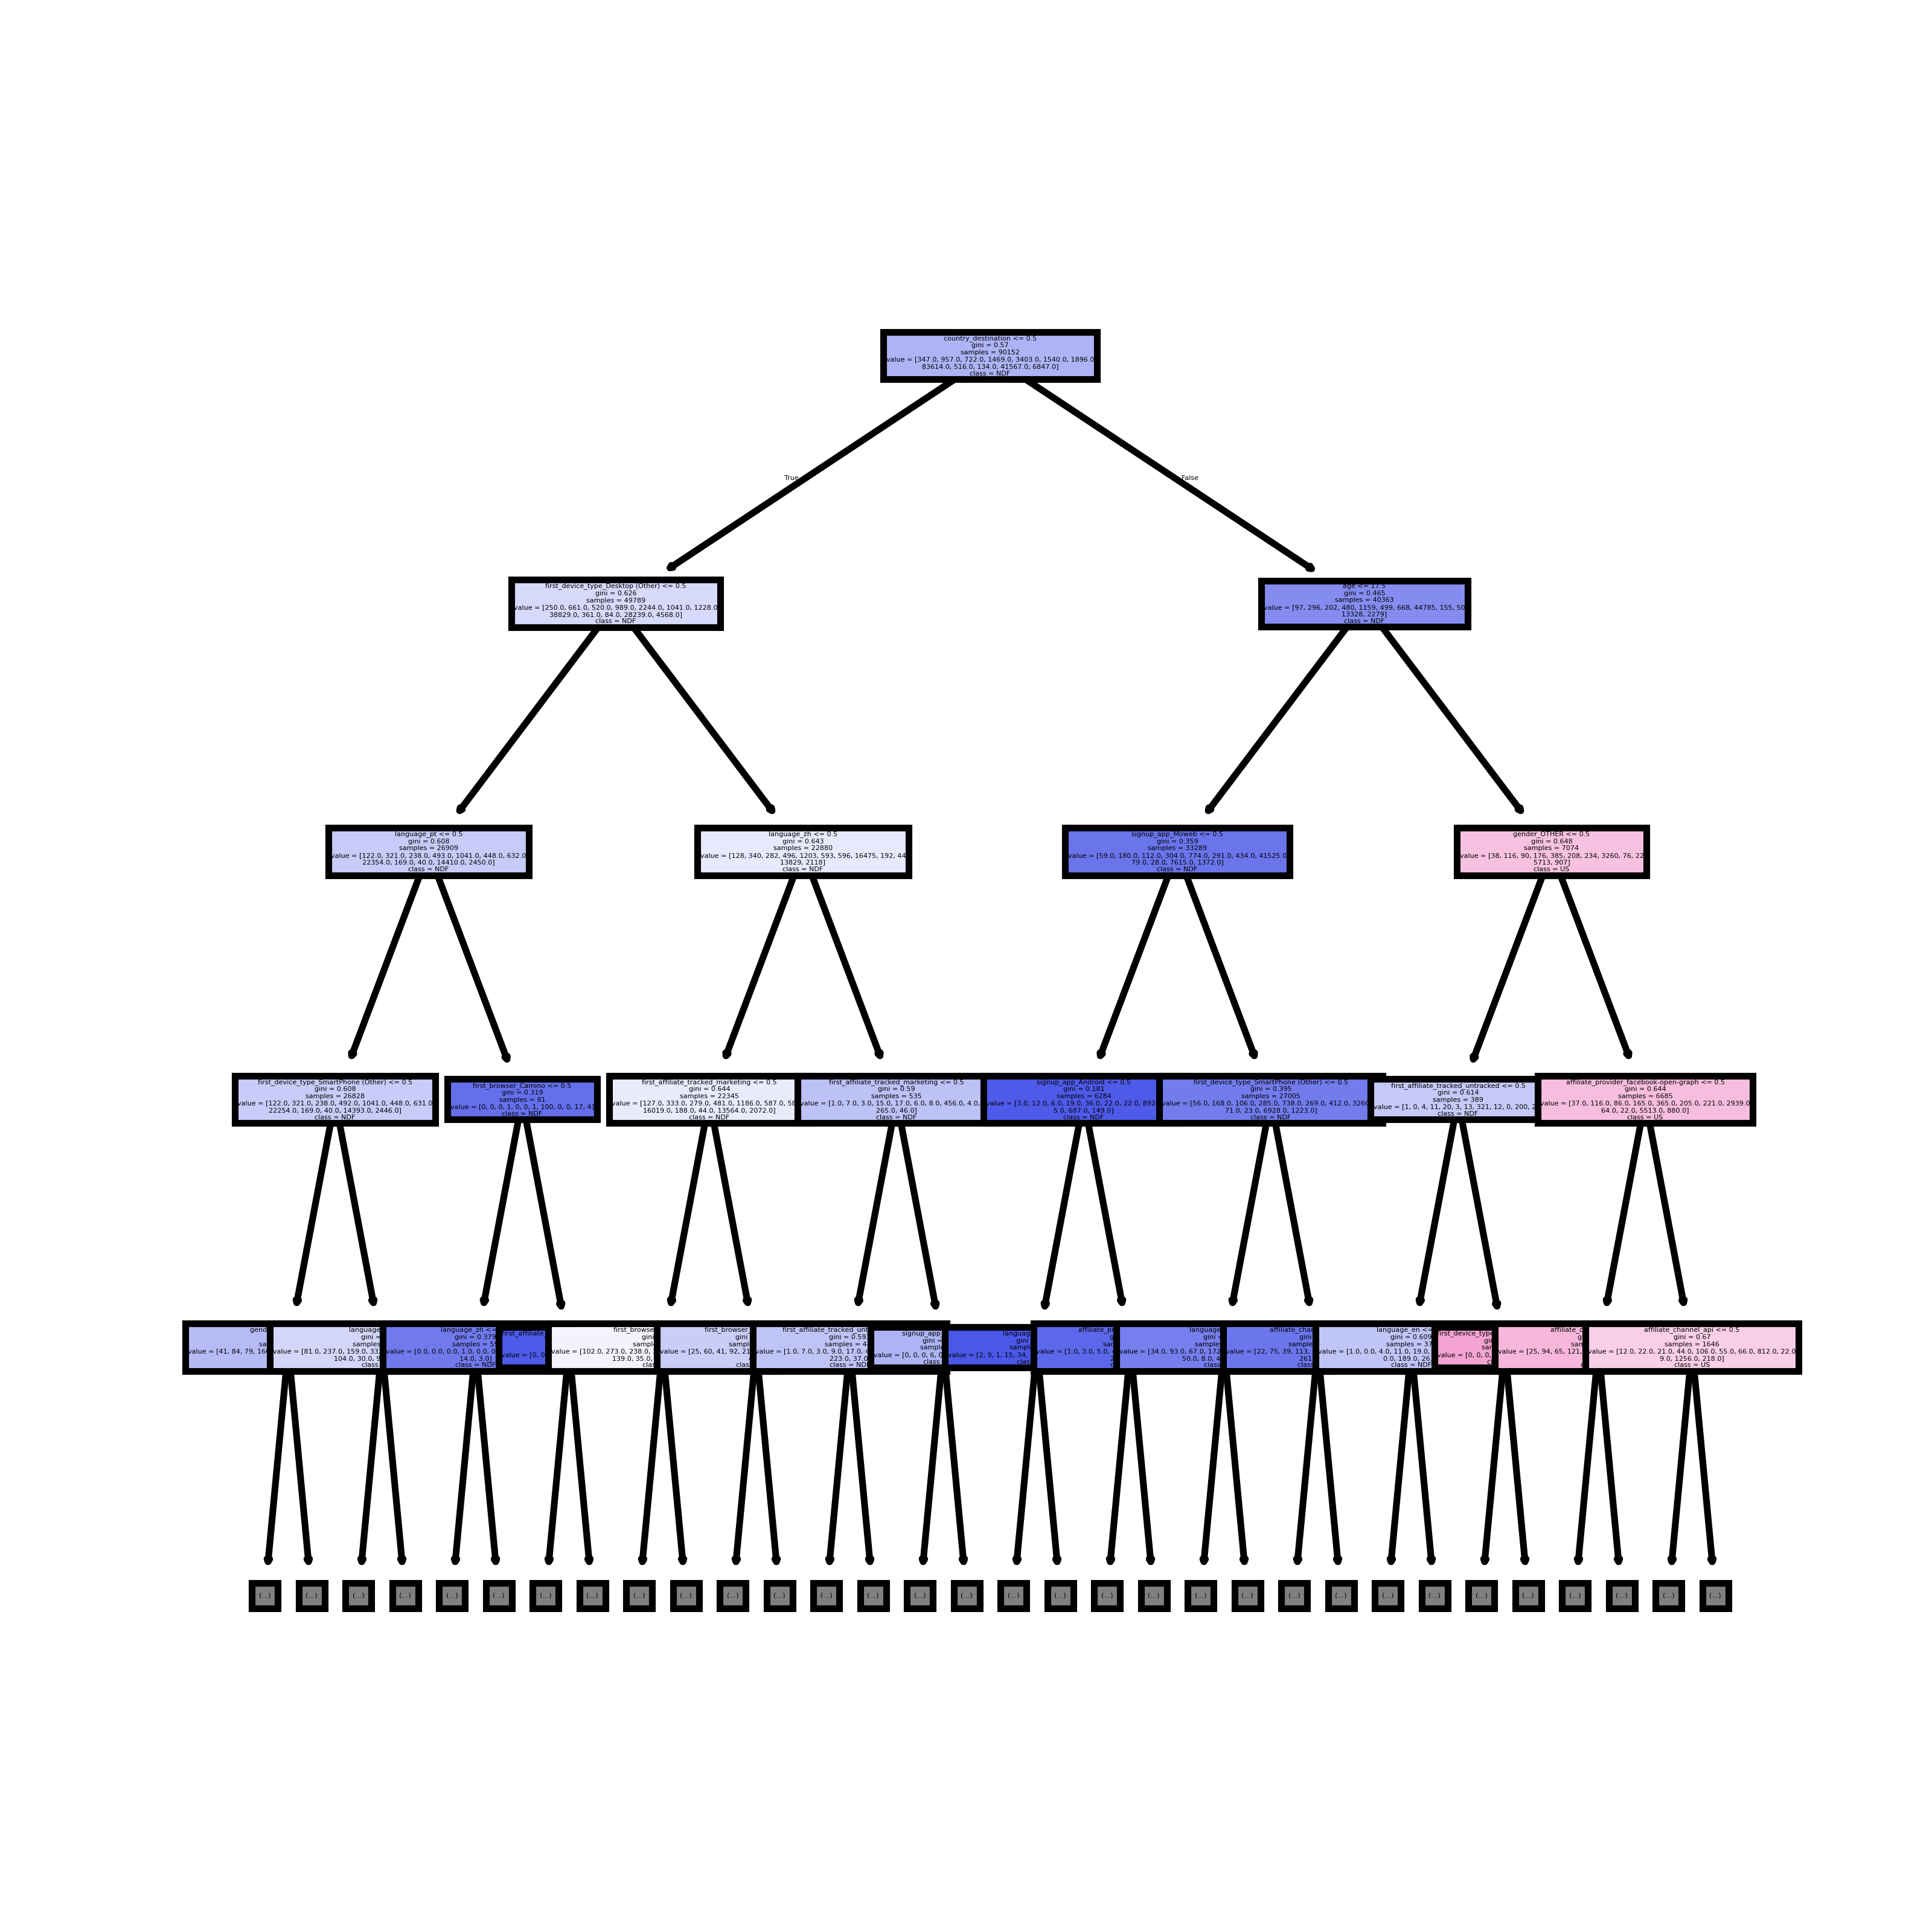 country_destination <= 0.5
gini = 0.57
samples = 90152
value = [347.0, 957.0, 722.0, 1469.0, 3403.0, 1540.0, 1896.0
83614.0, 516.0, 134.0, 41567.0, 6847.0]
class = NDF
True
False
first_device_type_Desktop (Other) <= 0.5
gini = 0.626
samples = 49789
value = [250.0, 661.0, 520.0, 989.0, 2244.0, 1041.0, 1228.0
38829.0, 361.0, 84.0, 28239.0, 4568.0]
class = NDF
age <= 17.5
gini = 0.465
samples = 40363
value = [97, 296, 202, 480, 1159, 499, 668, 44785, 155, 50
13328, 2279]
class = NDF
language_pt <= 0.5
gini = 0.608
samples = 26909
value = [122.0, 321.0, 238.0, 493.0, 1041.0, 448.0, 632.0
22354.0, 169.0, 40.0, 14410.0, 2450.0]
class = NDF
language_zh <= 0.5
gini = 0.643
samples = 22880
value = [128, 340, 282, 496, 1203, 593, 596, 16475, 192, 44
13829, 2118]
class = NDF
signup_app_Moweb <= 0.5
gini = 0.359
samples = 33289
value = [59.0, 180.0, 112.0, 304.0, 774.0, 291.0, 434.0, 41525.0
79.0, 28.0, 7615.0, 1372.0]
class = NDF
gender_OTHER <= 0.5
gini = 0.648
samples = 7074
value = [38, 116, 90, 176, 385, 208, 234, 3260, 76, 22
5713, 907]
class = US
first_device_type_SmartPhone (Other) <= 0.5
gini = 0.608
samples = 26828
value = [122.0, 321.0, 238.0, 492.0, 1041.0, 448.0, 631.0
22254.0, 169.0, 40.0, 14393.0, 2446.0]
class = NDF
first_browser_Camino <= 0.5
gini = 0.319
samples = 81
value = [0, 0, 0, 1, 0, 0, 1, 100, 0, 0, 17, 4]
class = NDF
first_affiliate_tracked_marketing <= 0.5
gini = 0.644
samples = 22345
value = [127.0, 333.0, 279.0, 481.0, 1186.0, 587.0, 58
16019.0, 188.0, 44.0, 13564.0, 2072.0]
class = NDF
first_affiliate_tracked_marketing <= 0.5
gini = 0.59
samples = 535
value = [1.0, 7.0, 3.0, 15.0, 17.0, 6.0, 8.0, 456.0, 4.0,
265.0, 46.0]
class = NDF
signup_app_Android <= 0.5
gini = 0.181
samples = 6284
value = [3.0, 12.0, 6.0, 19.0, 36.0, 22.0, 22.0, 892
5.0, 687.0, 149.0]
class = NDF
first_device_type_SmartPhone (Other) <= 0.5
gini = 0.395
samples = 27005
value = [56.0, 168.0, 106.0, 285.0, 738.0, 269.0, 412.0, 3260
71.0, 23.0, 6928.0, 1223.0]
class = NDF
first_affiliate_tracked_untracked <= 0.5
gini = 0.614
samples = 389
value = [1, 0, 4, 11, 20, 3, 13, 321, 12, 0, 200, 2
class = NDF
affiliate_provider_facebook-open-graph <= 0.5
gini = 0.644
samples = 6685
value = [37.0, 116.0, 86.0, 165.0, 365.0, 205.0, 221.0, 2939.0
64.0, 22.0, 5513.0, 880.0]
class = US
value = [41, 84, 79, 16
language
gini =
samples
value = [81.0, 237.0, 159.0, 33
104.0, 30.0, 9
class
language_zh <=
gini = 0.379
value = [0.0, 0.0, 0.0, 1.0, 0.0, 0
14.0, 3.0]
class = NDF
first_affiliate
value = [0, 0
first_browse
gini
sample
value = [102.0, 273.0, 238.0,
139.0, 35.0,
class
first_browser
gini
sample
value = [25, 60, 41, 92, 21
class
first_affiliate_tracked_unt
gini = 0.59
samples = 4
value = [1.0, 7.0, 3.0, 9.0, 17.0,
223.0, 37.0
class = ND
signup_app
gini =
sample
value = [0, 0, 0, 6, 0
class
languag
gini
sample
value = [2, 9, 1, 15, 34,
class
affiliate_p
value = [1.0, 3.0, 5.0,
language
gini
sample
value = [34.0, 93.0, 67.0, 172
50.0, 8.0,
class
affiliate_cha
gini
sample
value = [22, 75, 39, 113,
261
class
language_en <=
gini = 0.609
samples = 37
value = [1.0, 0.0, 4.0, 11.0, 19.0,
0.0, 189.0, 26
class = NDF
first_device_type
value = [0, 0, 0,
affiliate_c
value = [25, 94, 65, 121,
affiliate_channel_api <= 0.5
gini = 0.67
samples = 1646
value = [12.0, 22.0, 21.0, 44.0, 106.0, 55.0, 66.0, 812.0, 22.0
9.0, 1256.0, 218.0]
class = US
(...) (...) (...) (...) (...) (...) (...) (...) (...) (...) (...) (...) (...) (...) (...) (...) (...) (...) (...) (...) (...) (...) (...) (...) (...) (...) (...) (...) (...) (...) (...) (...)